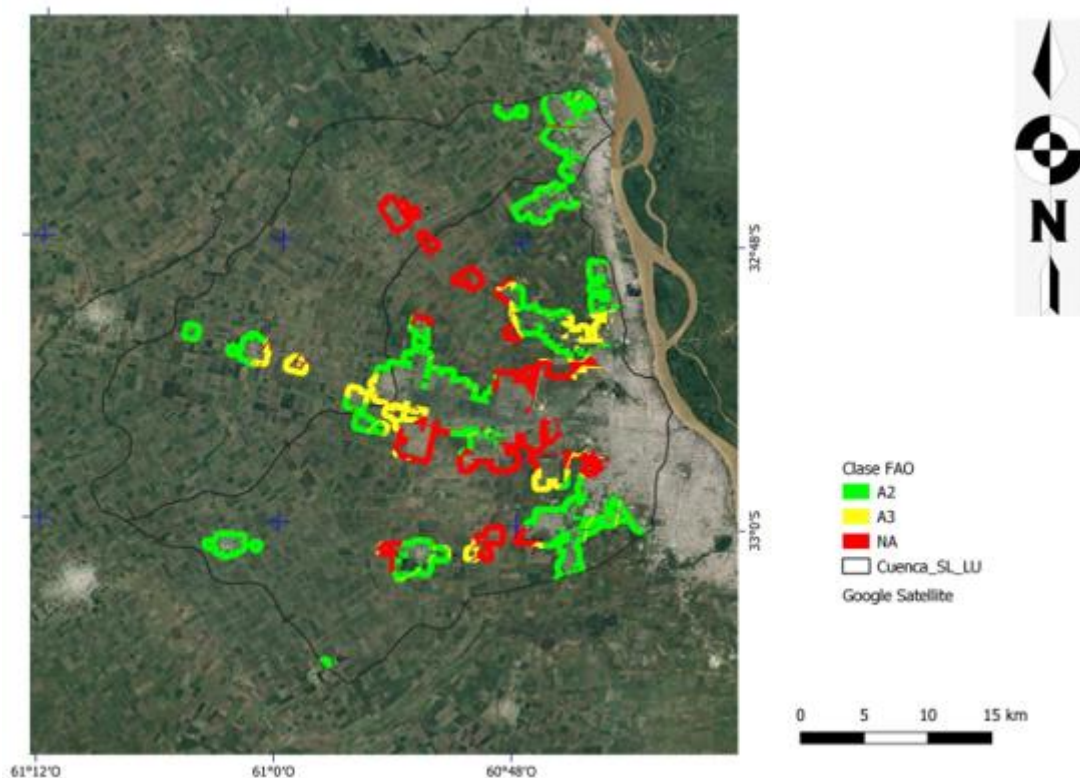 N
32°48'S
33°0'S
Clase FAO
A2
A3
NA
Cuenca_SL_LU
Google Satellite
0 5 10 15 km
61°12'O 61°0'O 60°48'O